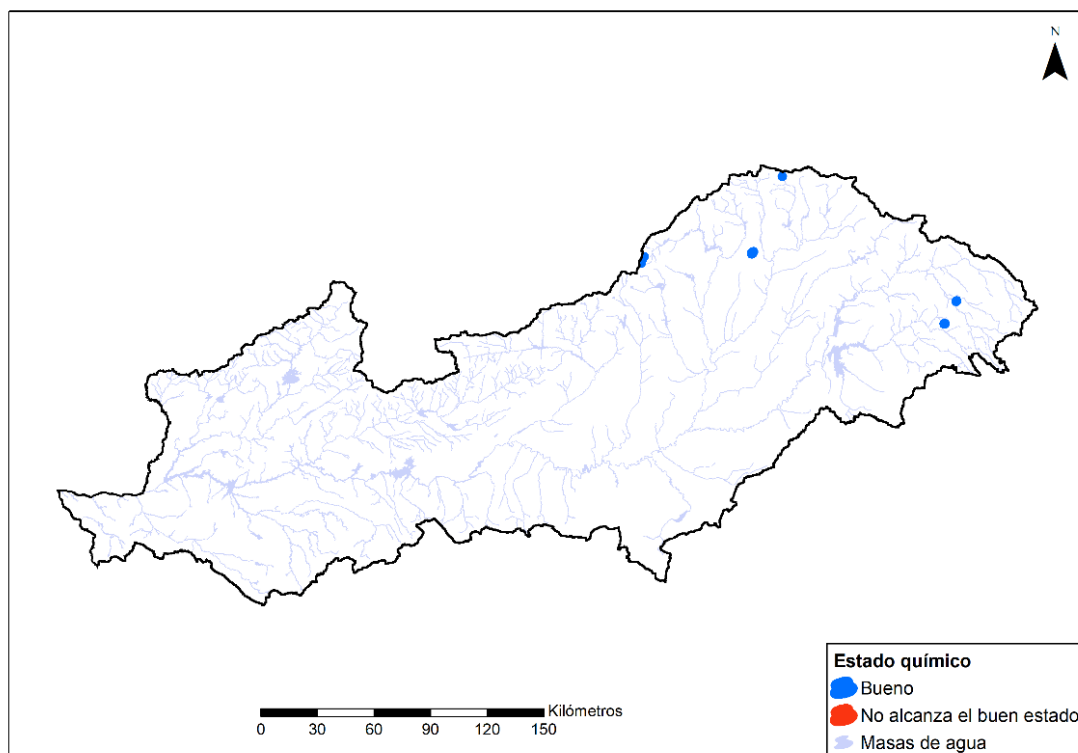 N
Estado químico
Bueno
No alcanza el buen estado
Masas de agua
Kilómetros
0 30 60 90 120 150